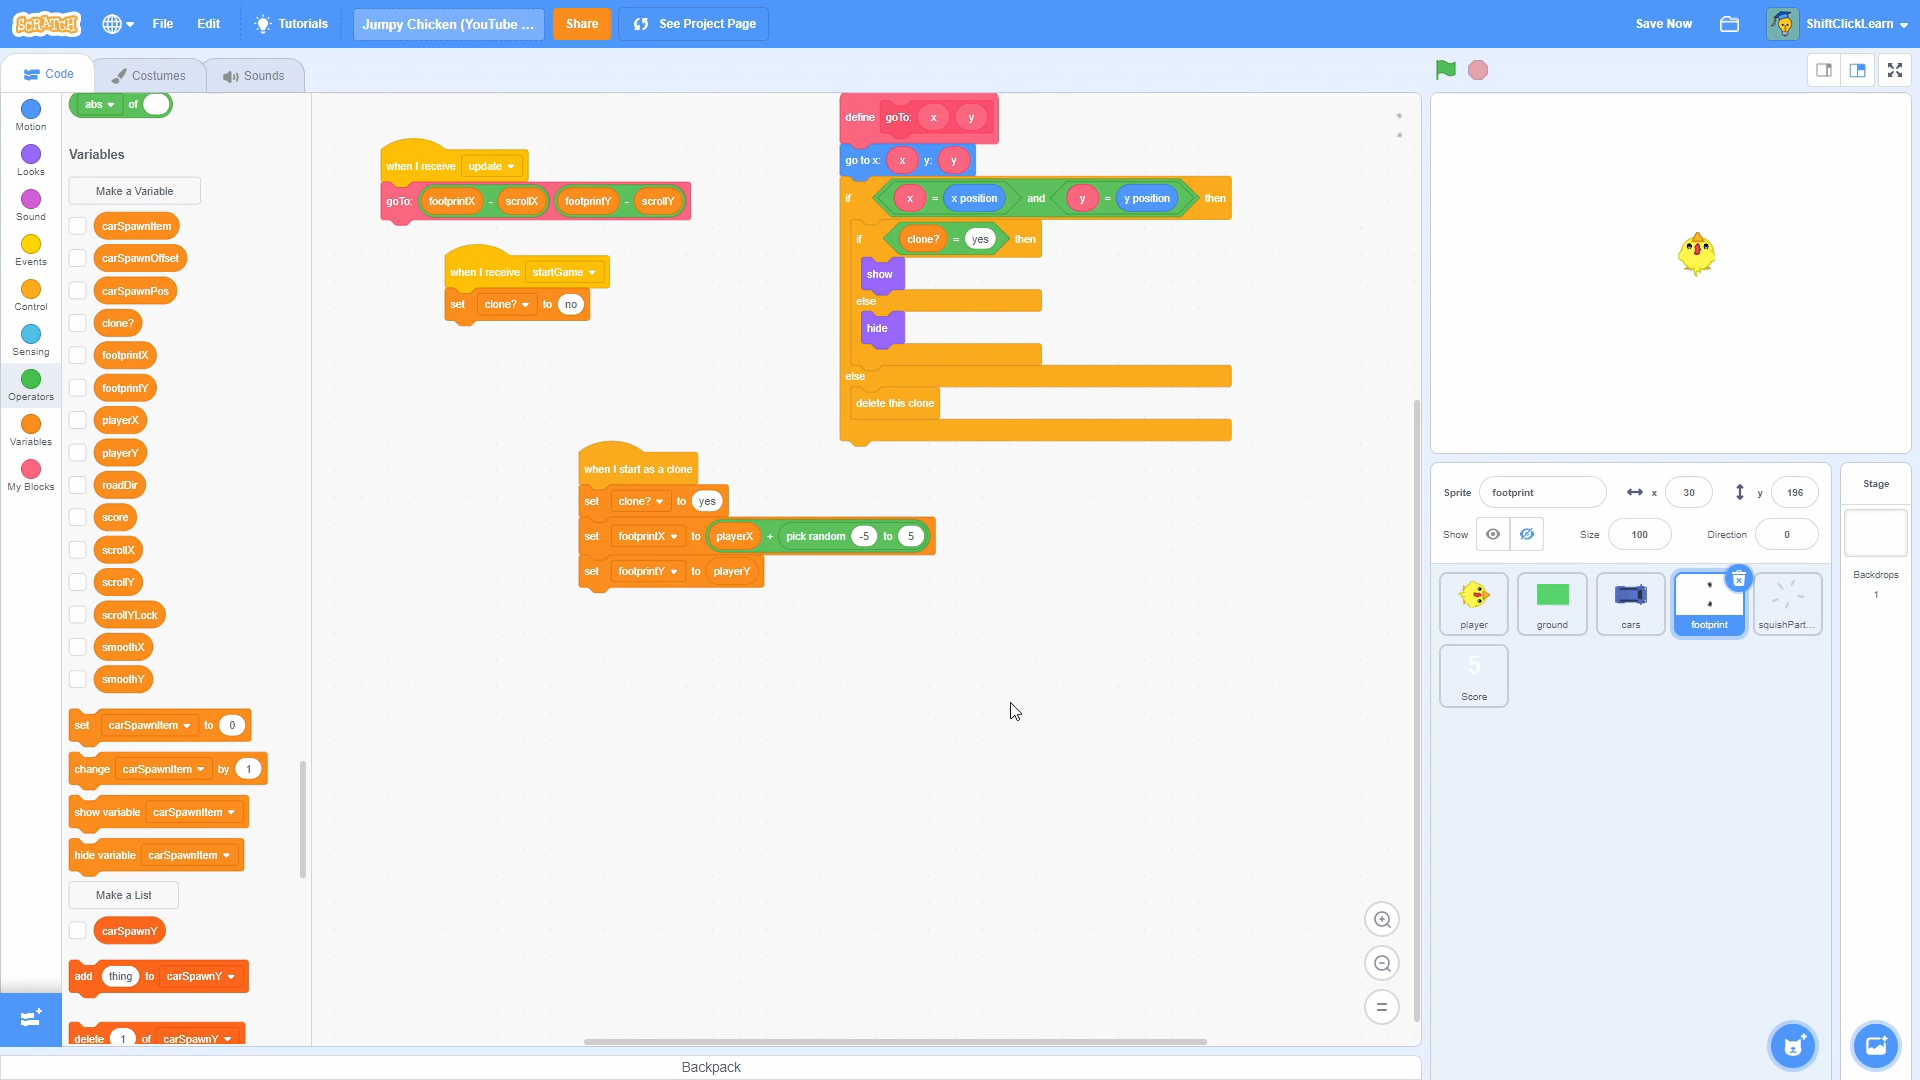 SCRATCH
File
Edit
Tutorials
Jumpy Chicken (YouTube ...
Share
See Project Page
Save Now
ShiftClickLearn
Code
Costumes
Sounds
Motion
Looks
Sound
Events
Control
Sensing
Operators
Variables
My Blocks
abs of
Variables
Make a Variable
carSpawnItem
carSpawnOffset
carSpawnPos
clone?
footprintX
footprintY
playerX
playerY
roadDir
score
scrollX
scrollY
scrollYLock
smoothX
smoothY
set carSpawnItem to 0
change carSpawnItem by 1
show variable carSpawnItem
hide variable carSpawnItem
Make a List
carSpawnY
add thing to carSpawnY
delete 1 of carSpawnY
when I receive update
goTo: footprintX - scrollX footprintY - scrollY
when I receive startGame
set clone? to no
define goTo: x y
go to x: x y: y
if x = x position and y = y position then
if clone? = yes then
show
else
hide
else
delete this clone
when I start as a clone
set clone? to yes
set footprintX to playerX + pick random -5 to 5
set footprintY to playerY
Backpack
Sprite footprint x 30 y 196
Show Size 100 Direction 0
player
ground
cars
footprint
squishPart...
5
Score
Stage
Backdrops
1